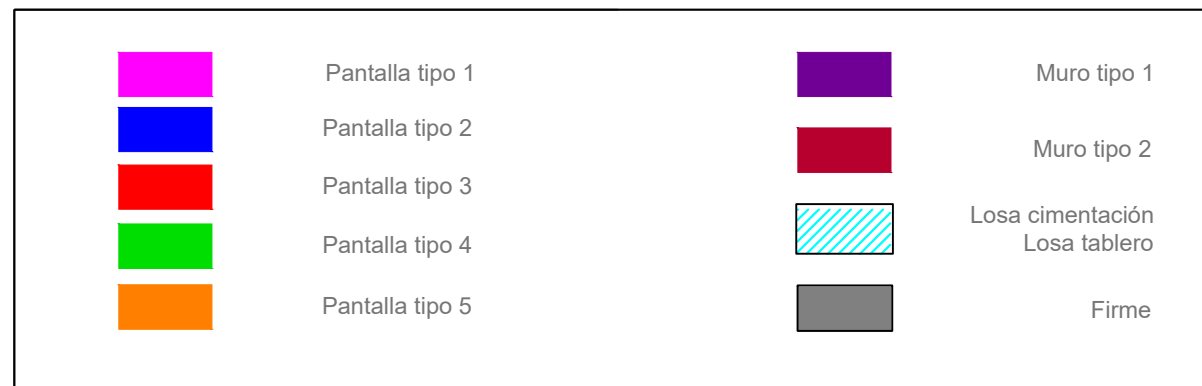 Pantalla tipo 1
Pantalla tipo 2
Pantalla tipo 3
Pantalla tipo 4
Pantalla tipo 5
Muro tipo 1
Muro tipo 2
Losa cimentación
Losa tablero
Firme